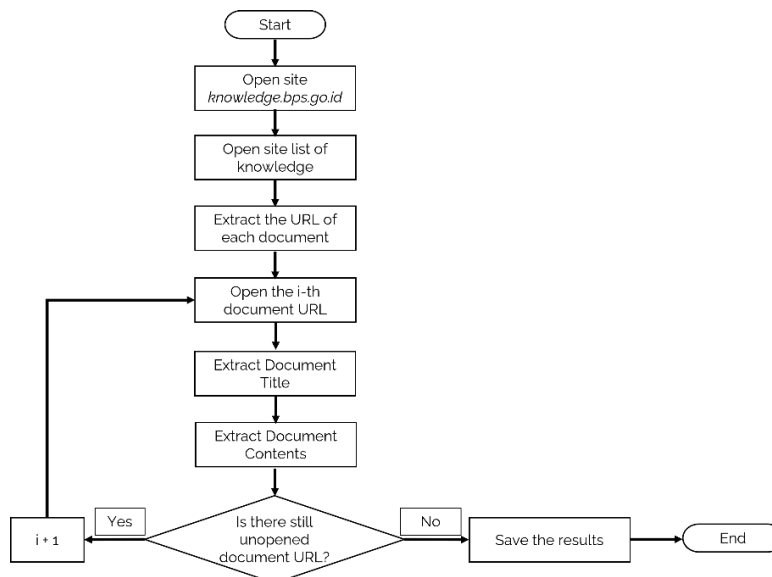 Start
Open site
knowledge.bps.go.id
Open site list of
knowledge
Extract the URL of
each document
Open the i-th
document URL
Extract Document
Title
Extract Document
Contents
Is there still
unopened
document URL?
Yes
i + 1
No
Save the results
End